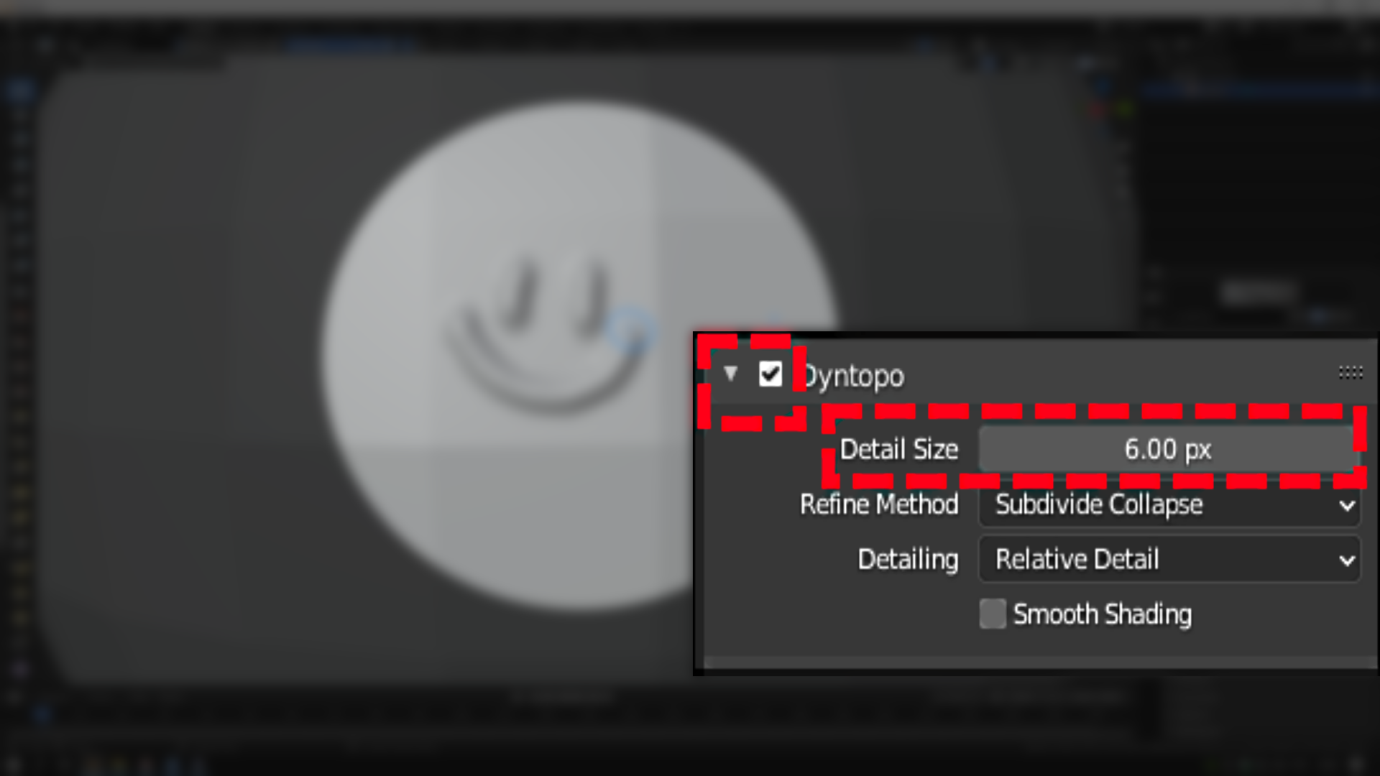 Dyntopo
Detail Size 6.00 px
Refine Method Subdivide Collapse
Detailing Relative Detail
Smooth Shading